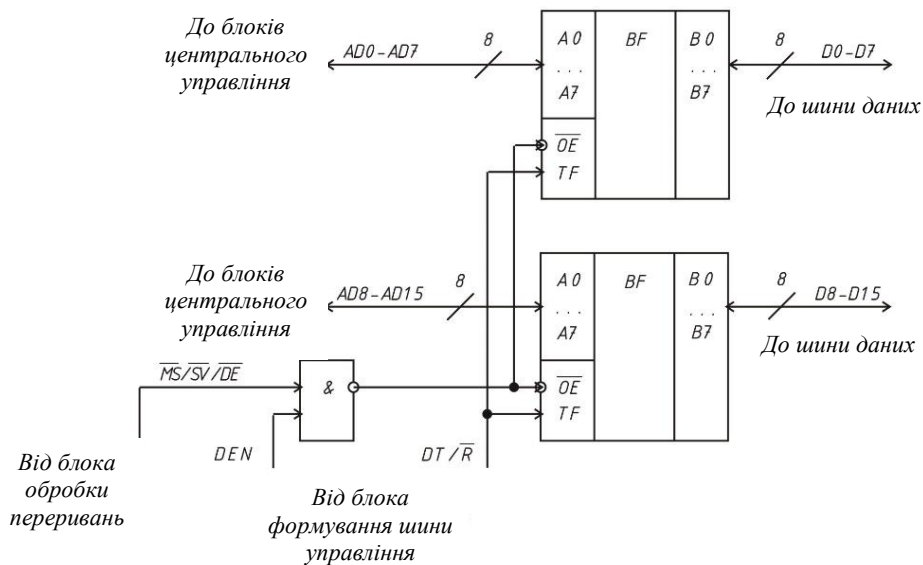 До блоків
центрального
управління
AD0-AD7
8
A0
...
A7
BF
B0
...
B7
8
D0-D7
До шини даних
OE
TF
До блоків
центрального
управління
AD8-AD15
8
A0
...
A7
BF
B0
...
B7
8
D8-D15
До шини даних
MS/SV/DE
&
OE
TF
DEN
DT/R
Від блока
обробки
переривань
Від блока
формування шини
управління